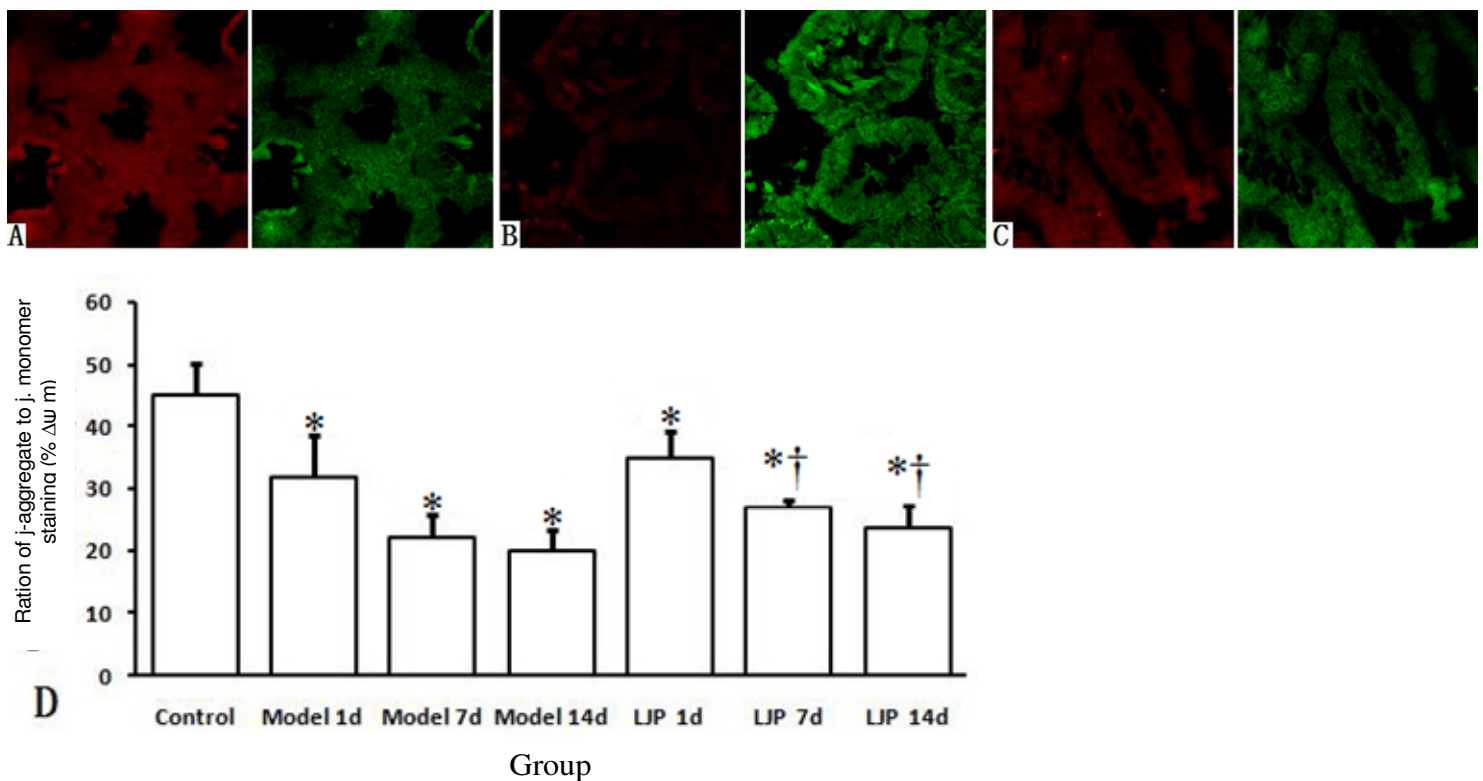 A
B
C
Ration of j-aggregate to j. monomer
staining (% Δψ m)
60
50
40
30
20
10
0
*
*
*
*
*†
*†
D
Control Model 1d Model 7d Model 14d LJP 1d LJP 7d LJP 14d
Group